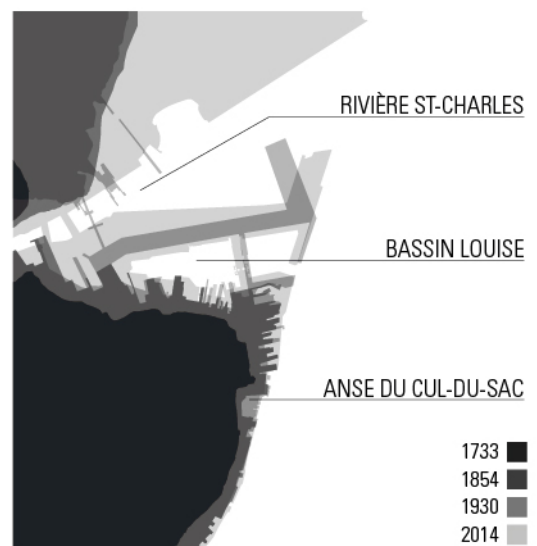 RIVIÈRE ST-CHARLES
BASSIN LOUISE
ANSE DU CUL-DU-SAC
1733
1854
1930
2014